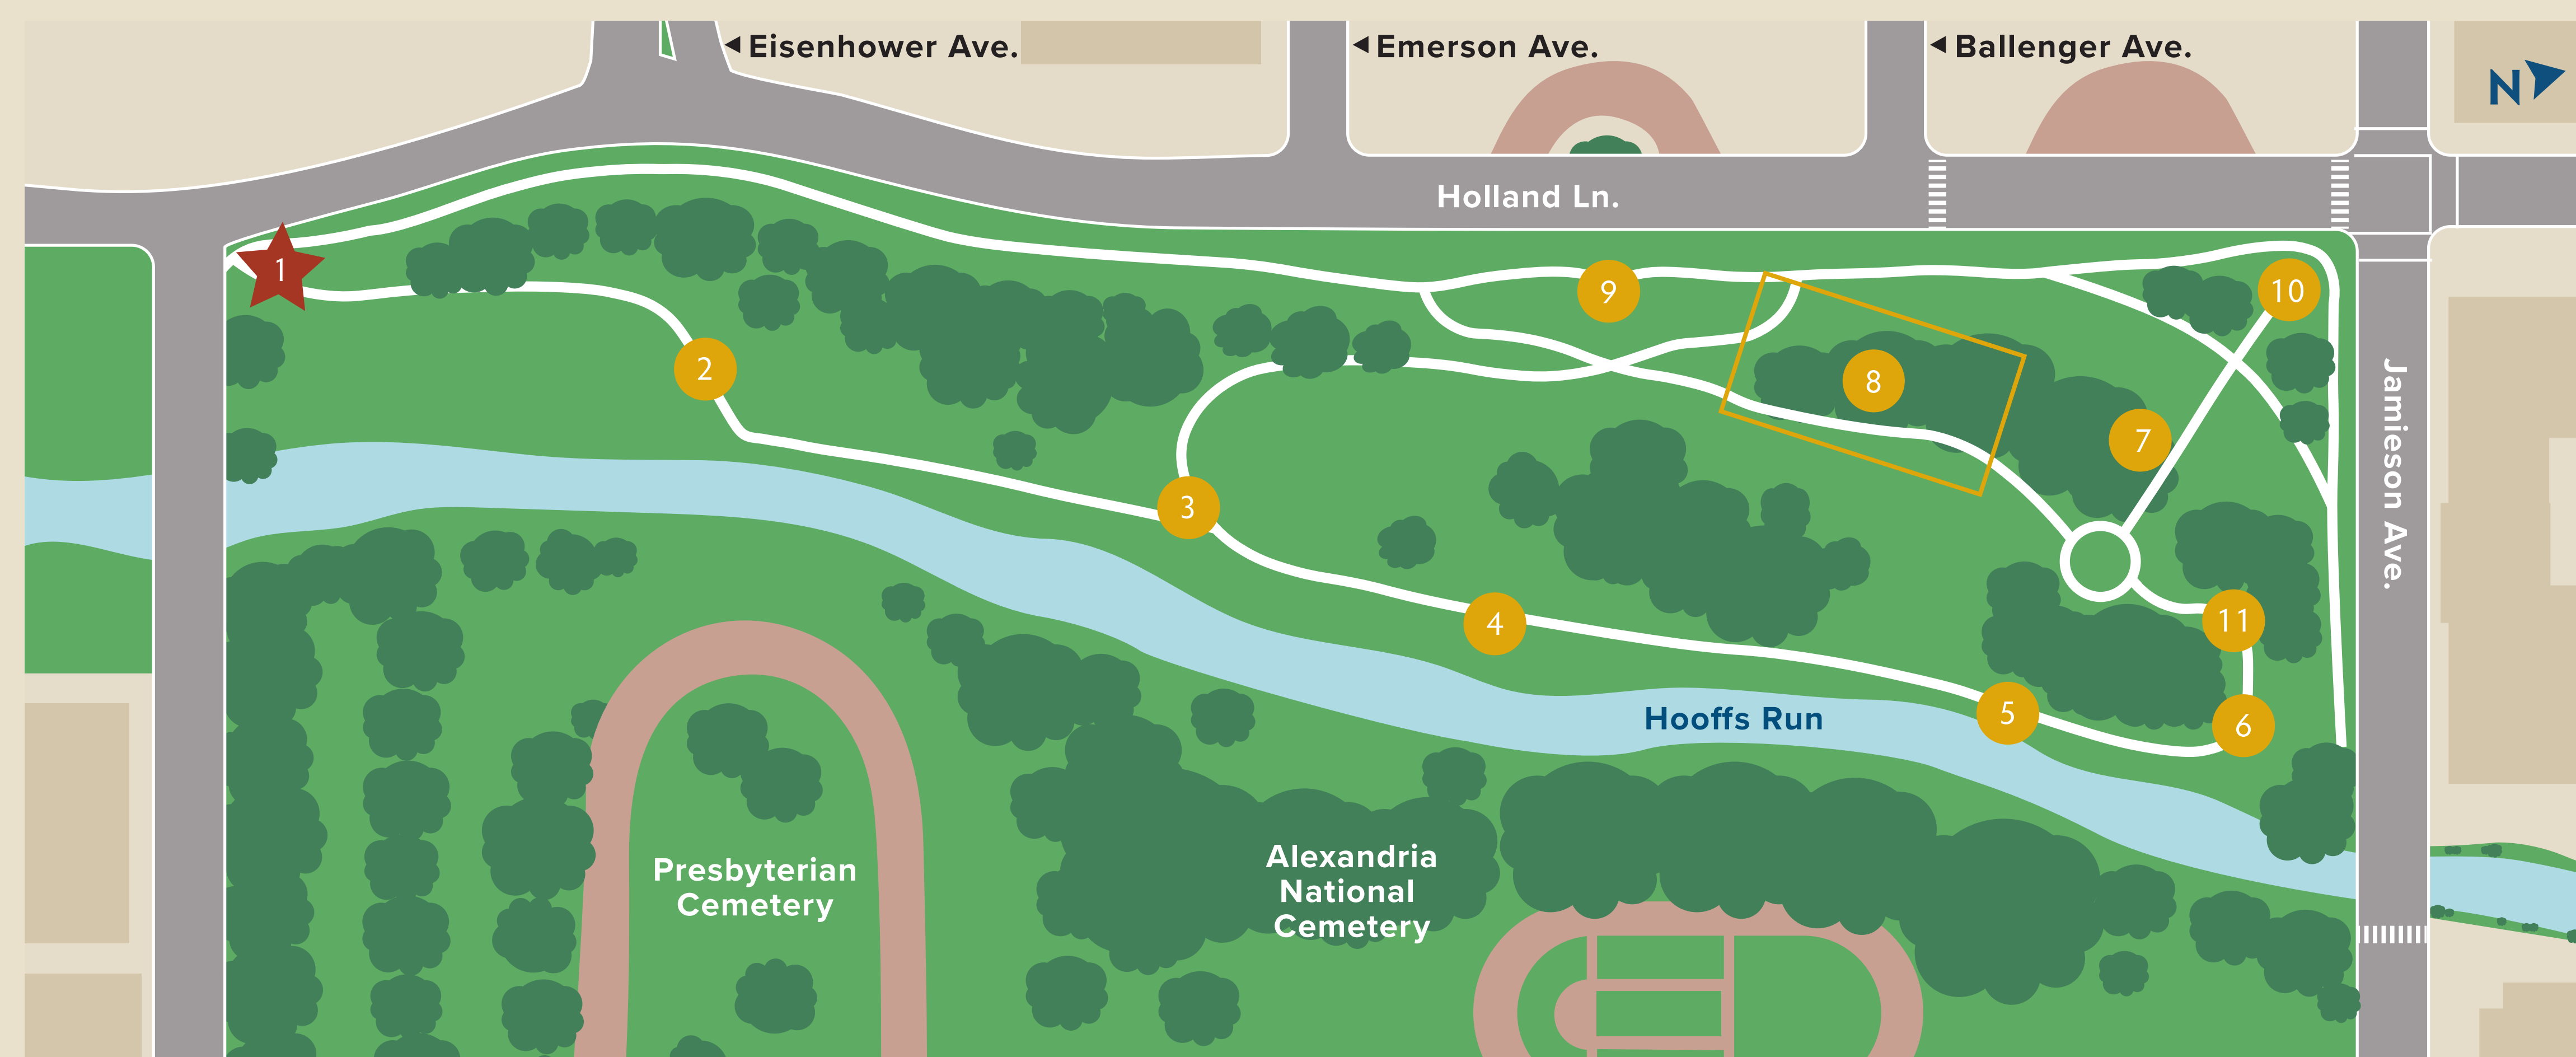 Eisenhower Ave.
Emerson Ave.
Ballenger Ave.
N
Holland Ln.
1
2
3
4
5
6
7
8
9
10
11
Jamieson Ave.
Hooffs Run
Presbyterian
Cemetery
Alexandria
National
Cemetery